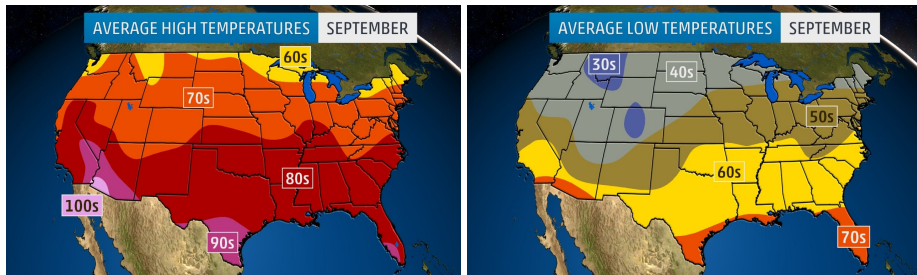 AVERAGE HIGH TEMPERATURES SEPTEMBER
60s
70s
80s
100s
90s
AVERAGE LOW TEMPERATURES SEPTEMBER
30s
40s
50s
60s
70s